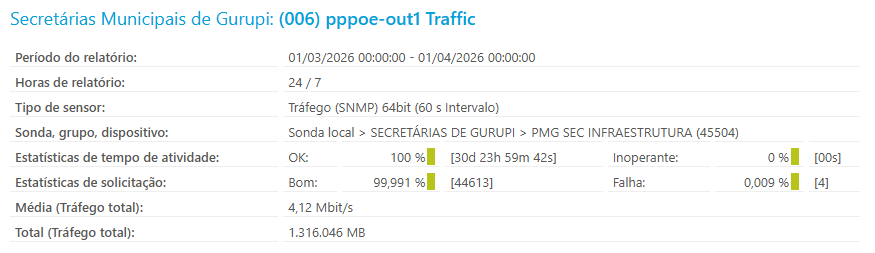 Secretárias Municipais de Gurupi: (006) pppoe-out1 Traffic
Período do relatório: 01/03/2026 00:00:00 - 01/04/2026 00:00:00
Horas de relatório: 24 / 7
Tipo de sensor: Tráfego (SNMP) 64bit (60 s Intervalo)
Sonda, grupo, dispositivo: Sonda local > SECRETÁRIAS DE GURUPI > PMG SEC INFRAESTRUTURA (45504)
Estatísticas de tempo de atividade: OK: 100 % [30d 23h 59m 42s] Inoperante: 0 % [00s]
Estatísticas de solicitação: Bom: 99,991 % [44613] Falha: 0,009 % [4]
Média (Tráfego total): 4,12 Mbit/s
Total (Tráfego total): 1.316.046 MB